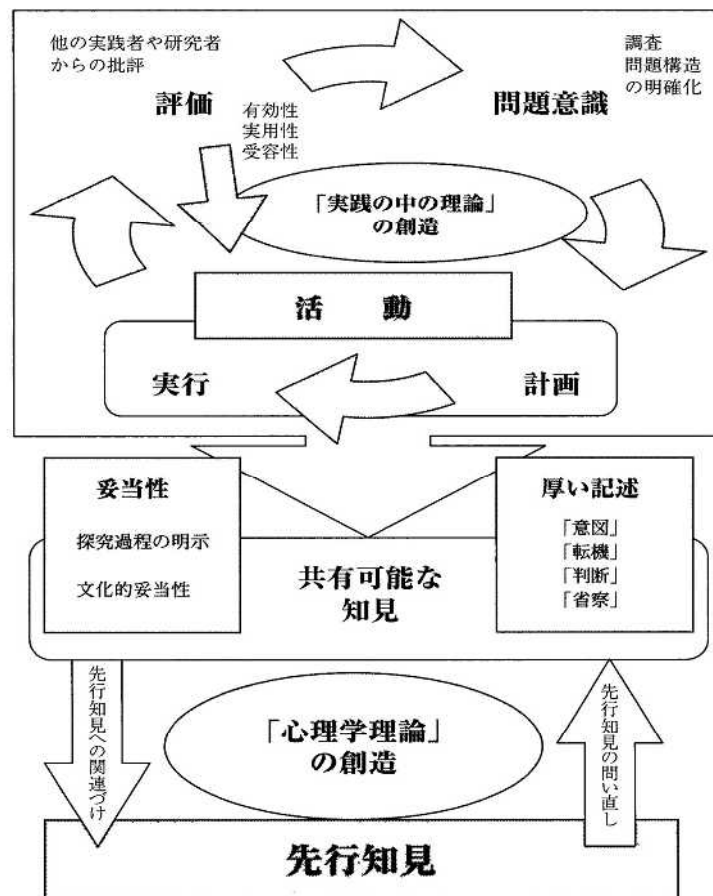 他の実践者や研究者
からの批評
評価
有効性
実用性
受容性
調査
問題構造
の明確化
問題意識
「実践の中の理論」
の創造
活 動
実行
計画
妥当性
探究過程の明示
文化的妥当性
厚い記述
「意図」
「転機」
「判断」
「省察」
共有可能な
知見
先行知見への関連づけ
「心理学理論」
の創造
先行知見の問い直し
先行知見